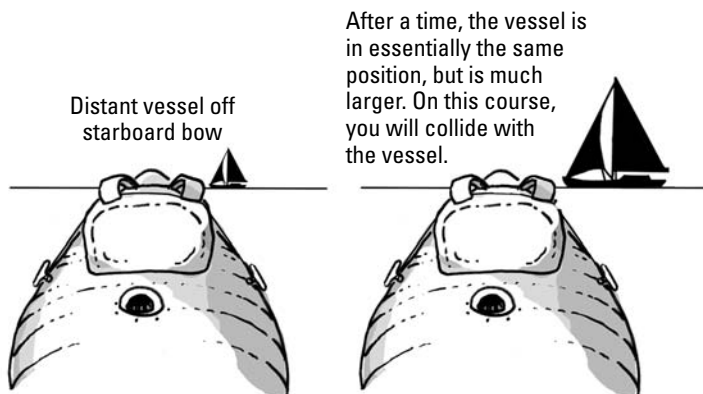 Distant vessel off
starboard bow
After a time, the vessel is
in essentially the same
position, but is much
larger. On this course,
you will collide with
the vessel.